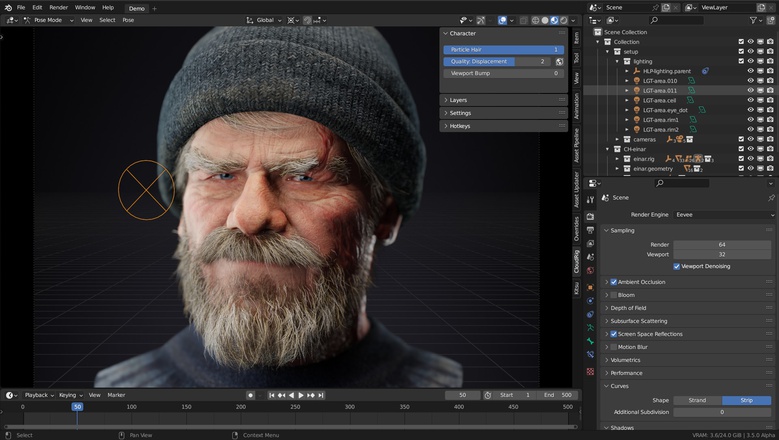 File Edit Render Window Help Demo Scene ViewLayer
Pose Mode View Select Pose Global
Character
Particle Hair 1
Quality Displacement 2
Viewport Bump 0
Layers
Settings
Hotkeys
Item
Tool
View
Animation
Asset Pipeline
Asset Updater
Overrides
CloudRig
Kitsu
Scene Collection
Collection
setup
lighting
HLP-lighting.parent
LGT-area.010
LGT-area.011
LGT-area.ceil
LGT-area.eye_dot
LGT-area.rim1
LGT-area.rim2
cameras
CH-einar
einar.rig
einar.geometry
Scene
Render Engine Eevee
Sampling
Render 64
Viewport 32
Viewport Denoising
Ambient Occlusion
Bloom
Depth of Field
Subsurface Scattering
Screen Space Reflections
Motion Blur
Volumetrics
Performance
Curves
Shape Strand Strip
Additional Subdivision 0
Shadows
Playback Keying View Marker 50 Start 1 End 500
0 50 100 150 200 250 300 350 400 450 500
Select Pan View Context Menu VRAM: 3.6/24.0 GiB | 3.5.0 Alpha